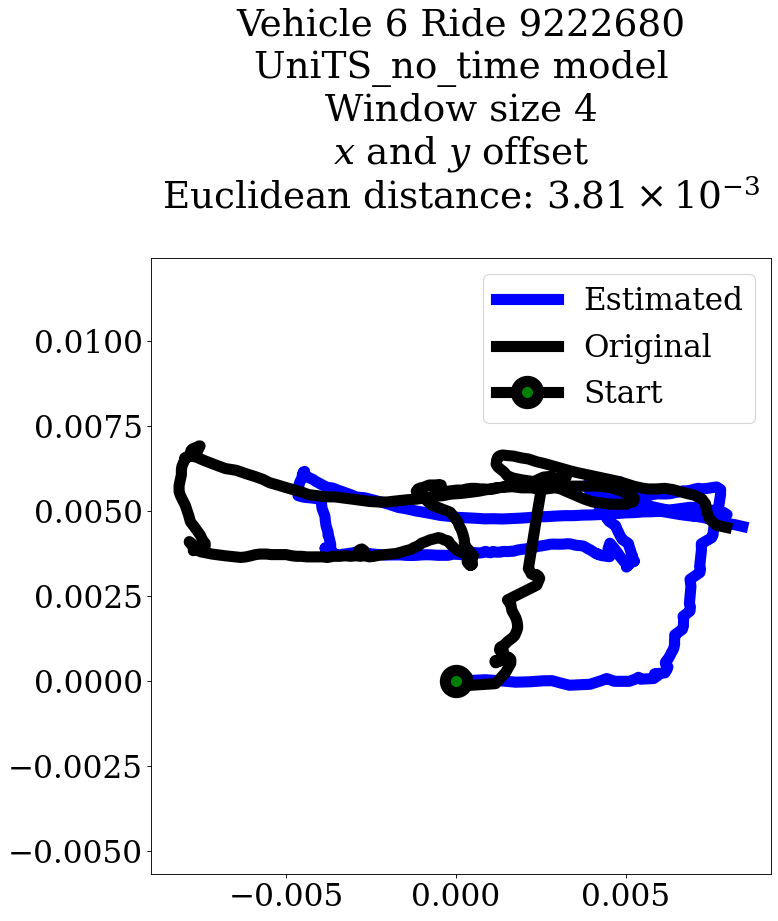 Vehicle 6 Ride 9222680
UniTS_no_time model
Window size 4
x and y offset
Euclidean distance: 3.81 × 10⁻³
Estimated
Original
Start
0.0100
0.0075
0.0050
0.0025
0.0000
−0.0025
−0.0050
−0.005 0.000 0.005